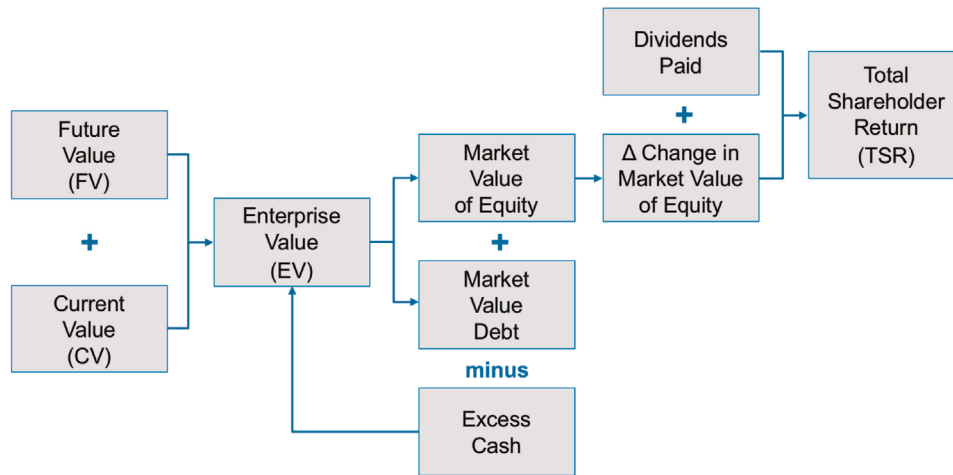 Future
Value
(FV)
+
Current
Value
(CV)
Enterprise
Value
(EV)
Market
Value
of Equity
+
Market
Value
Debt
minus
Excess
Cash
Dividends
Paid
+
Δ Change in
Market Value
of Equity
Total
Shareholder
Return
(TSR)